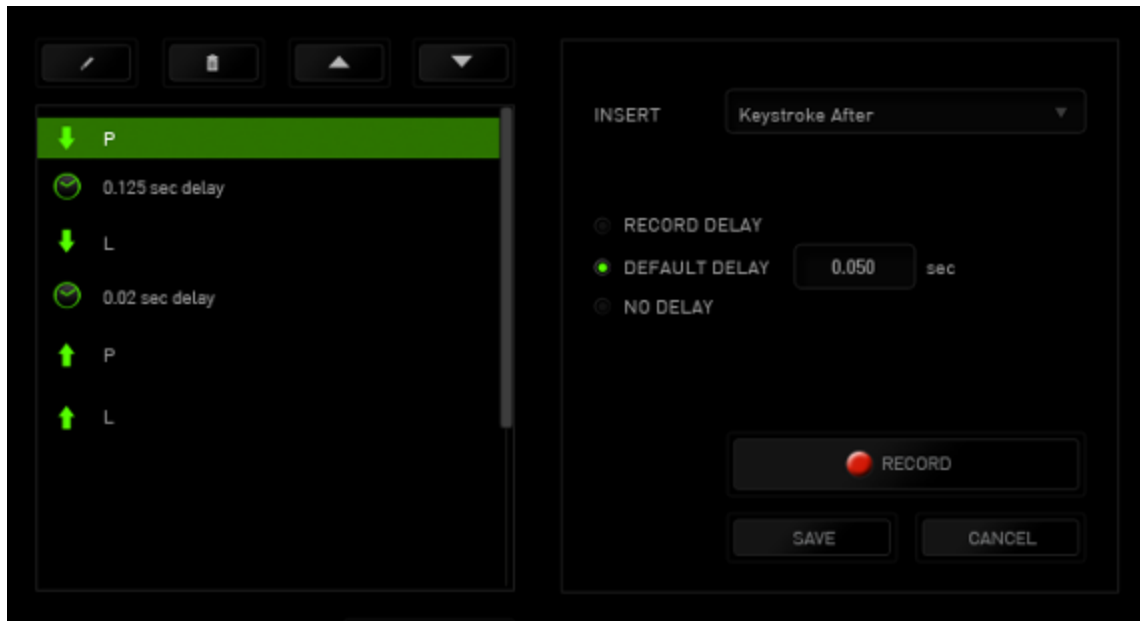 P
0.125 sec delay
L
0.02 sec delay
P
L
INSERT Keystroke After
RECORD DELAY
DEFAULT DELAY 0.050 sec
NO DELAY
RECORD
SAVE CANCEL